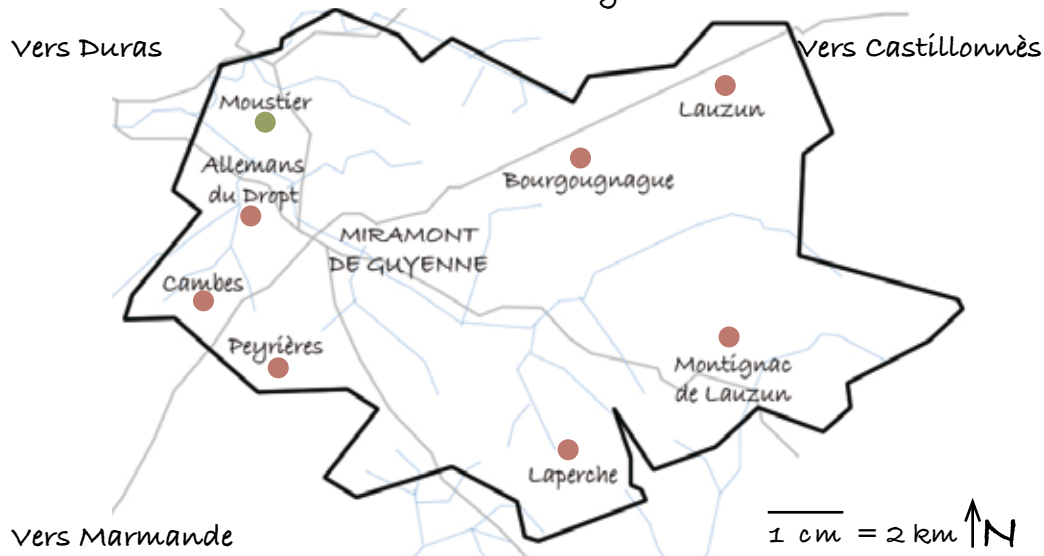 Vers Duras
Vers Castillonnès
Moustier
Lauzun
Allemans
du Dropt
Bourgougnague
MIRAMONT
DE GUYENNE
Cambes
Peyrières
Montignac
de Lauzun
Laperche
Vers Marmande
1 cm = 2 km
N